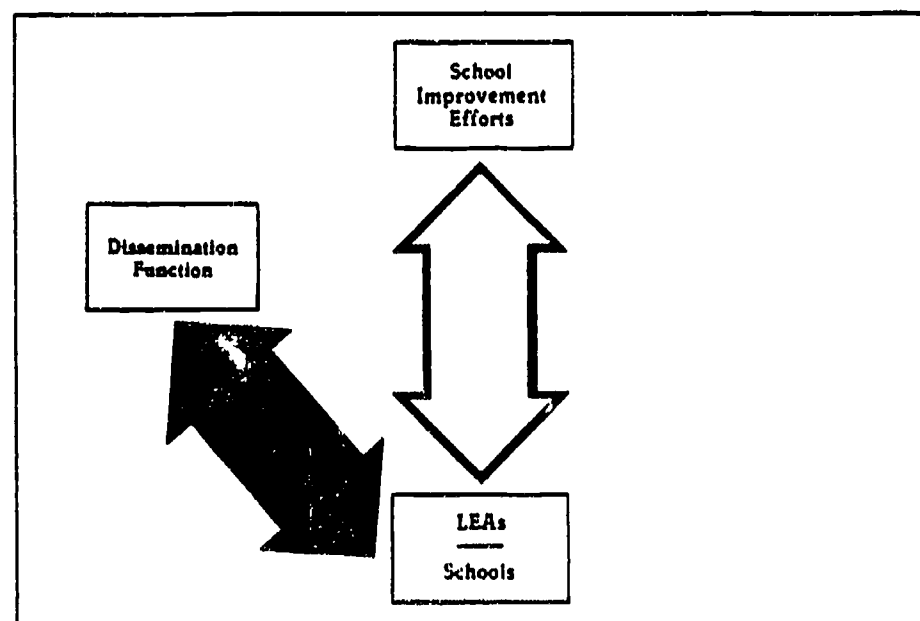 School
Improvement
Efforts
Dissemination
Function
LEAs
Schools